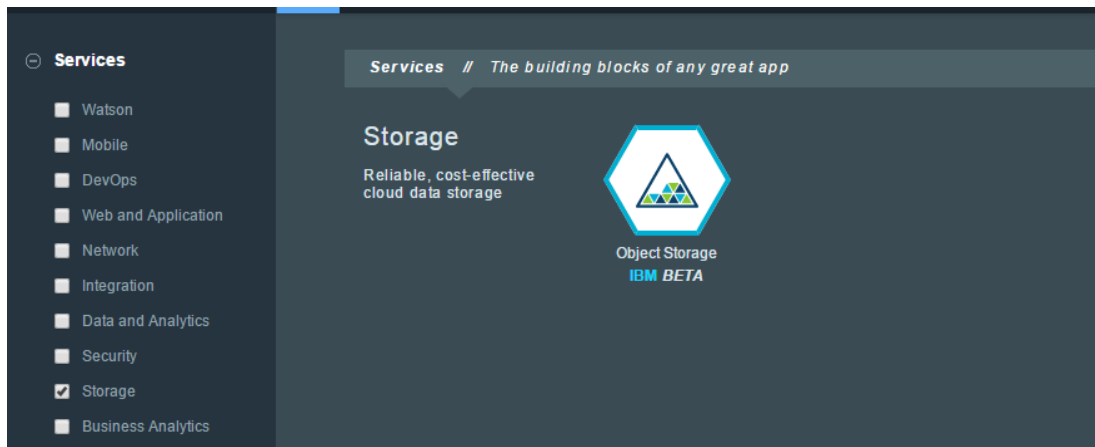 Services
Watson
Mobile
DevOps
Web and Application
Network
Integration
Data and Analytics
Security
Storage
Business Analytics
Services // The building blocks of any great app
Storage
Reliable, cost-effective
cloud data storage
Object Storage
IBM BETA